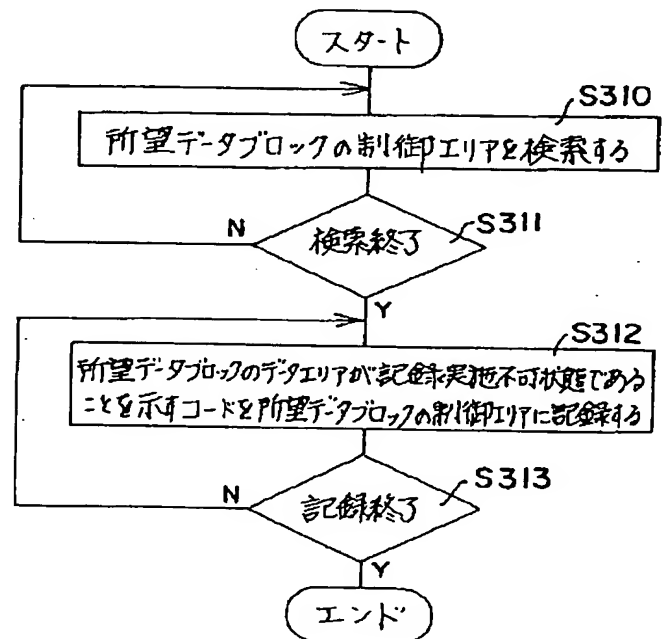 スタート
S310
所望データブロックの制御エリアを検索する
S311
検索終了
N
Y
S312
所望データブロックのデータエリアが記録実施不可状態である
ことを示すコードを所望データブロックの制御エリアに記録する
S313
記録終了
N
Y
エンド